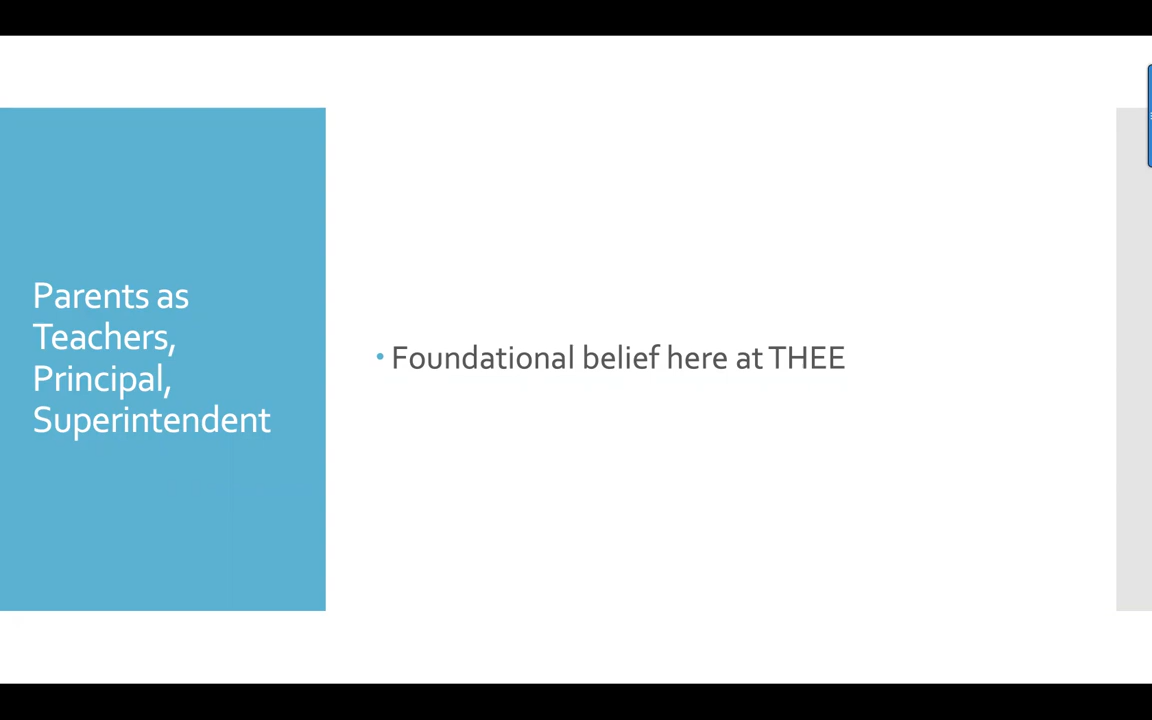 Parents as
Teachers,
Principal,
Superintendent
• Foundational belief here at THEE